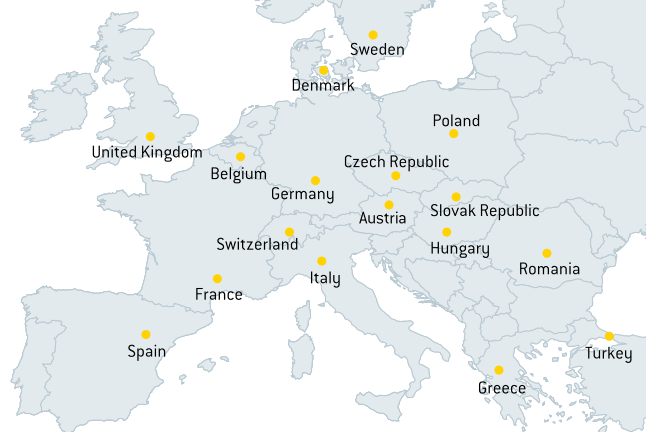 Sweden
Denmark
Poland
United Kingdom
Czech Republic
Belgium
Germany
Slovak Republic
Austria
Switzerland
Hungary
Romania
Italy
France
Spain
Turkey
Greece